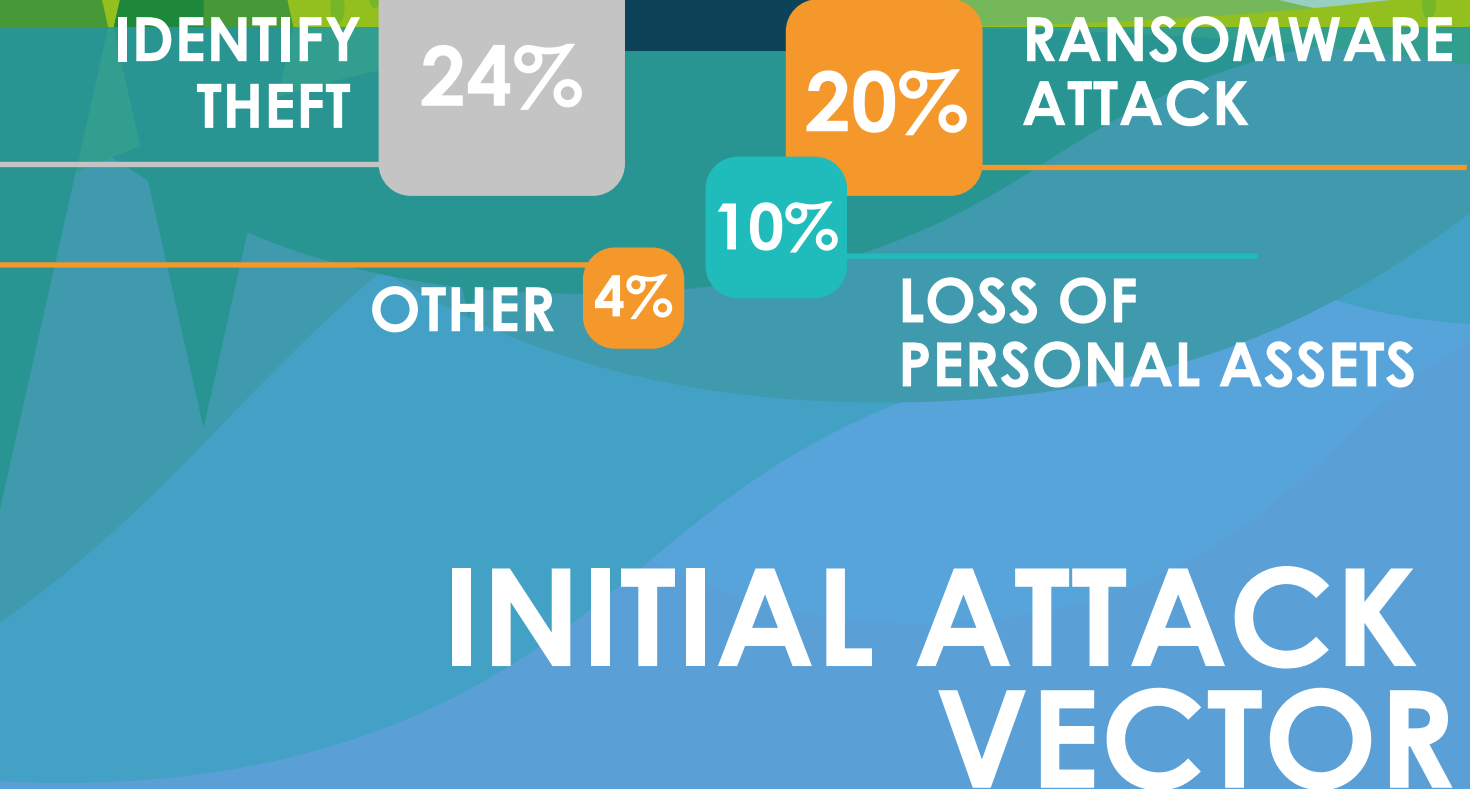 IDENTIFY
THEFT
24%
20%
RANSOMWARE
ATTACK
10%
LOSS OF
PERSONAL ASSETS
OTHER
4%
INITIAL ATTACK
VECTOR